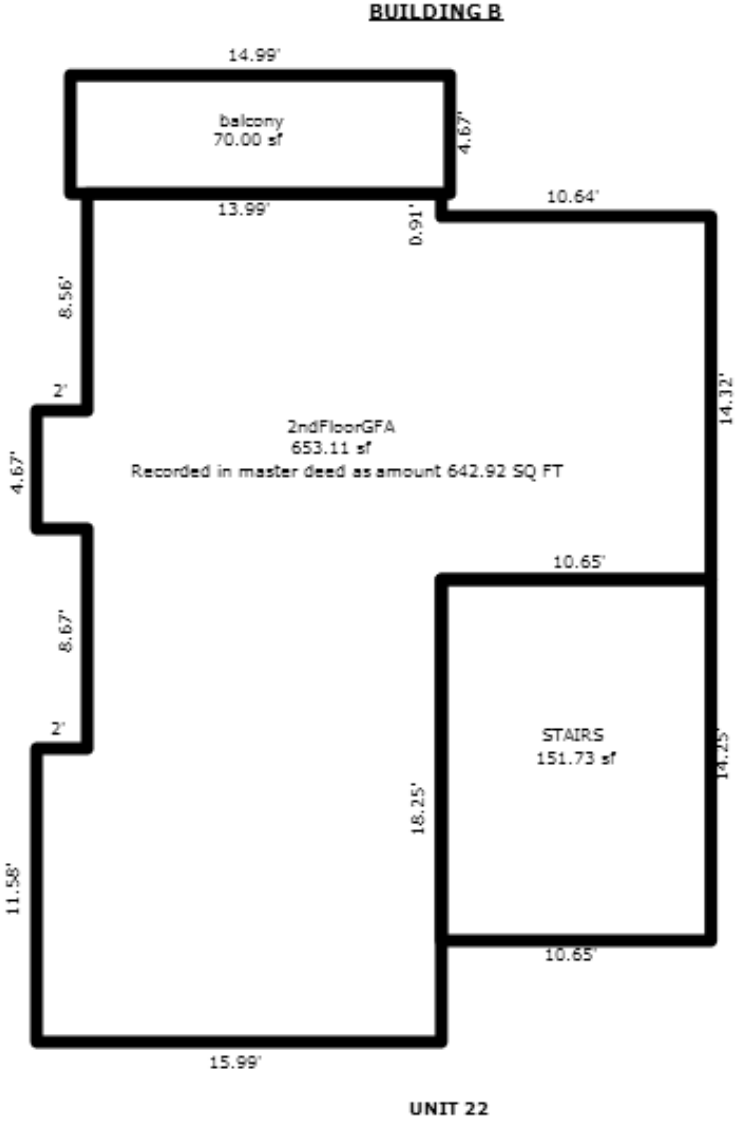 BUILDING B
14.99'
balcony
70.00 sf
4.67'
13.99'
0.91'
10.64'
8.56'
2'
14.32'
2ndFloorGFA
653.11 sf
Recorded in master deed as amount 642.92 SQ FT
4.67'
10.65'
8.67'
2'
STAIRS
151.73 sf
14.25'
18.25'
11.58'
10.65'
15.99'
UNIT 22